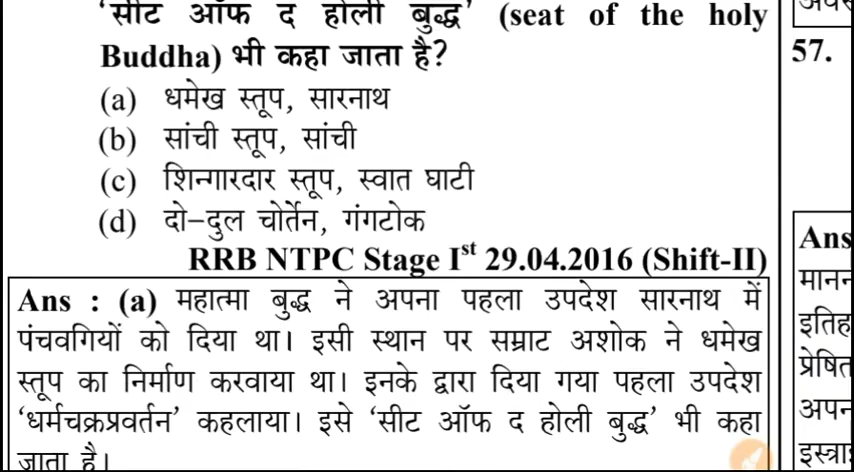 'सीट ऑफ द होली बुद्ध' (seat of the holy
Buddha) भी कहा जाता है?
(a) धमेख स्तूप, सारनाथ
(b) सांची स्तूप, सांची
(c) शिन्गारदार स्तूप, स्वात घाटी
(d) दो-दुल चोर्तेन, गंगटोक
RRB NTPC Stage Ist 29.04.2016 (Shift-II)
Ans : (a) महात्मा बुद्ध ने अपना पहला उपदेश सारनाथ में
पंचवगियों को दिया था। इसी स्थान पर सम्राट अशोक ने धमेख
स्तूप का निर्माण करवाया था। इनके द्वारा दिया गया पहला उपदेश
'धर्मचक्रप्रवर्तन' कहलाया। इसे 'सीट ऑफ द होली बुद्ध' भी कहा
जाता है।
57.
Ans
मानन
इतिह
प्रेषित
अपन